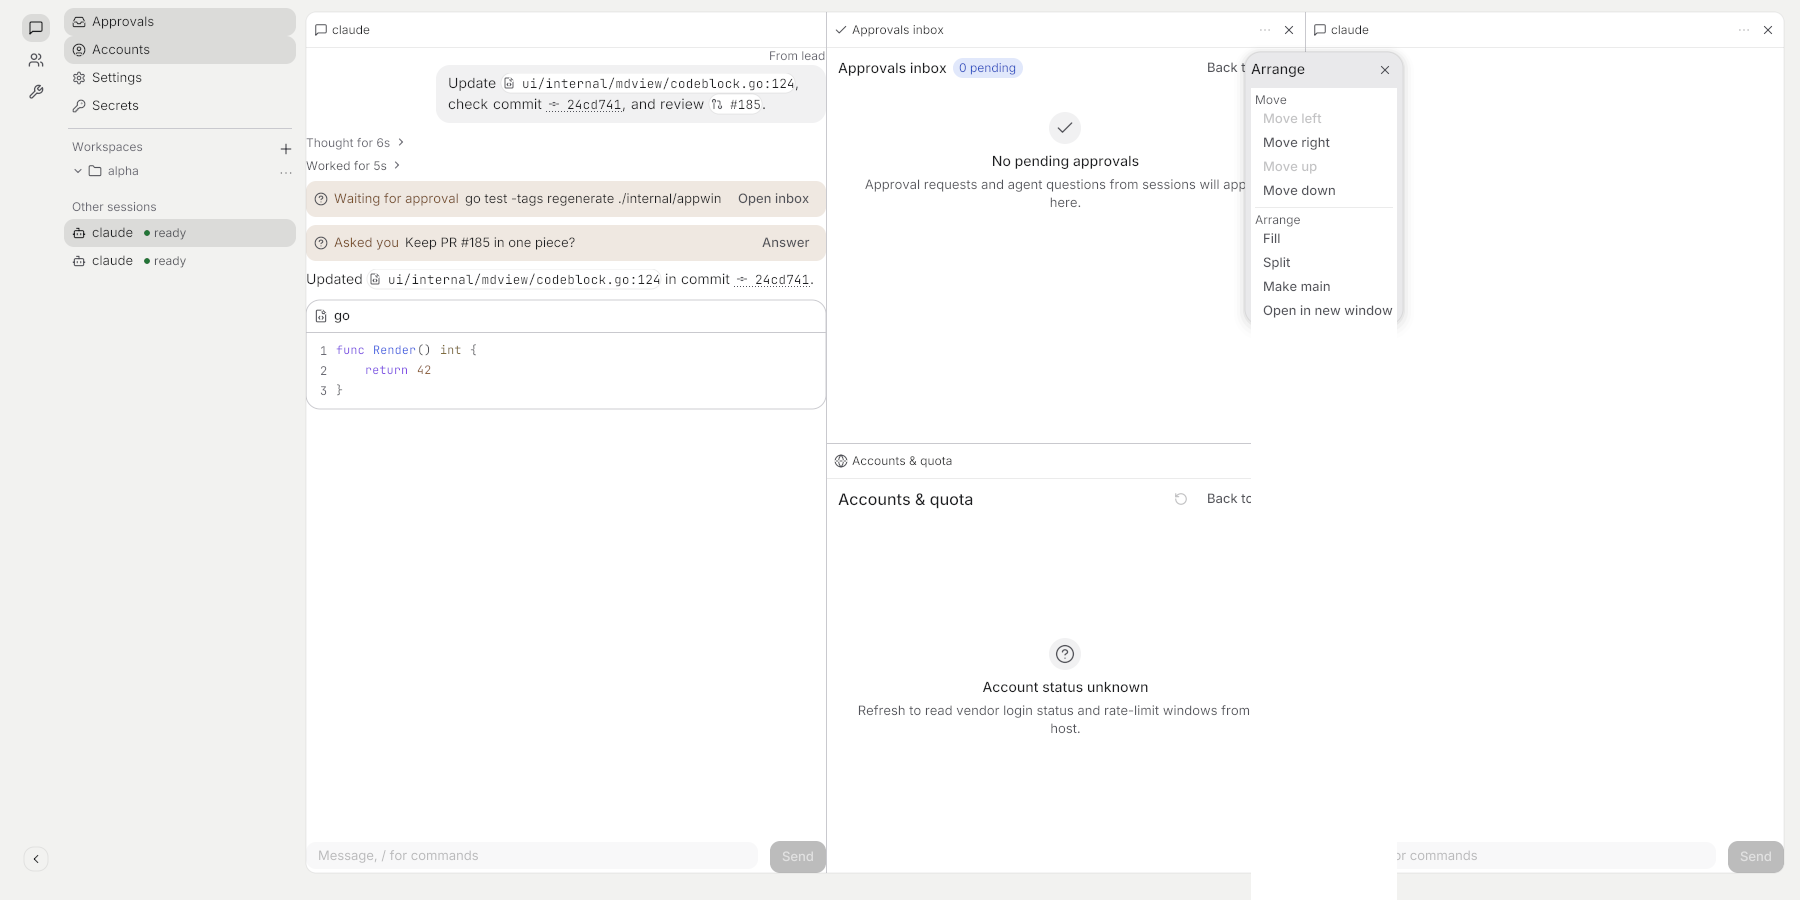 Approvals
Accounts
Settings
Secrets
Workspaces
alpha
Other sessions
claude ready
claude ready
claude
From lead
Update ui/internal/mdview/codeblock.go:124,
check commit 24cd741, and review #185.
Thought for 6s
Worked for 5s
Waiting for approval go test -tags regenerate ./internal/appwin Open inbox
Asked you Keep PR #185 in one piece? Answer
Updated ui/internal/mdview/codeblock.go:124 in commit 24cd741.
go
1 func Render() int {
2 return 42
3 }
Message, / for commands
Send
Approvals inbox
Approvals inbox 0 pending Back t
No pending approvals
Approval requests and agent questions from sessions will app
here.
Accounts & quota
Accounts & quota Back to
Account status unknown
Refresh to read vendor login status and rate-limit windows from
host.
claude
Arrange
Move
Move left
Move right
Move up
Move down
Arrange
Fill
Split
Make main
Open in new window
or commands
Send